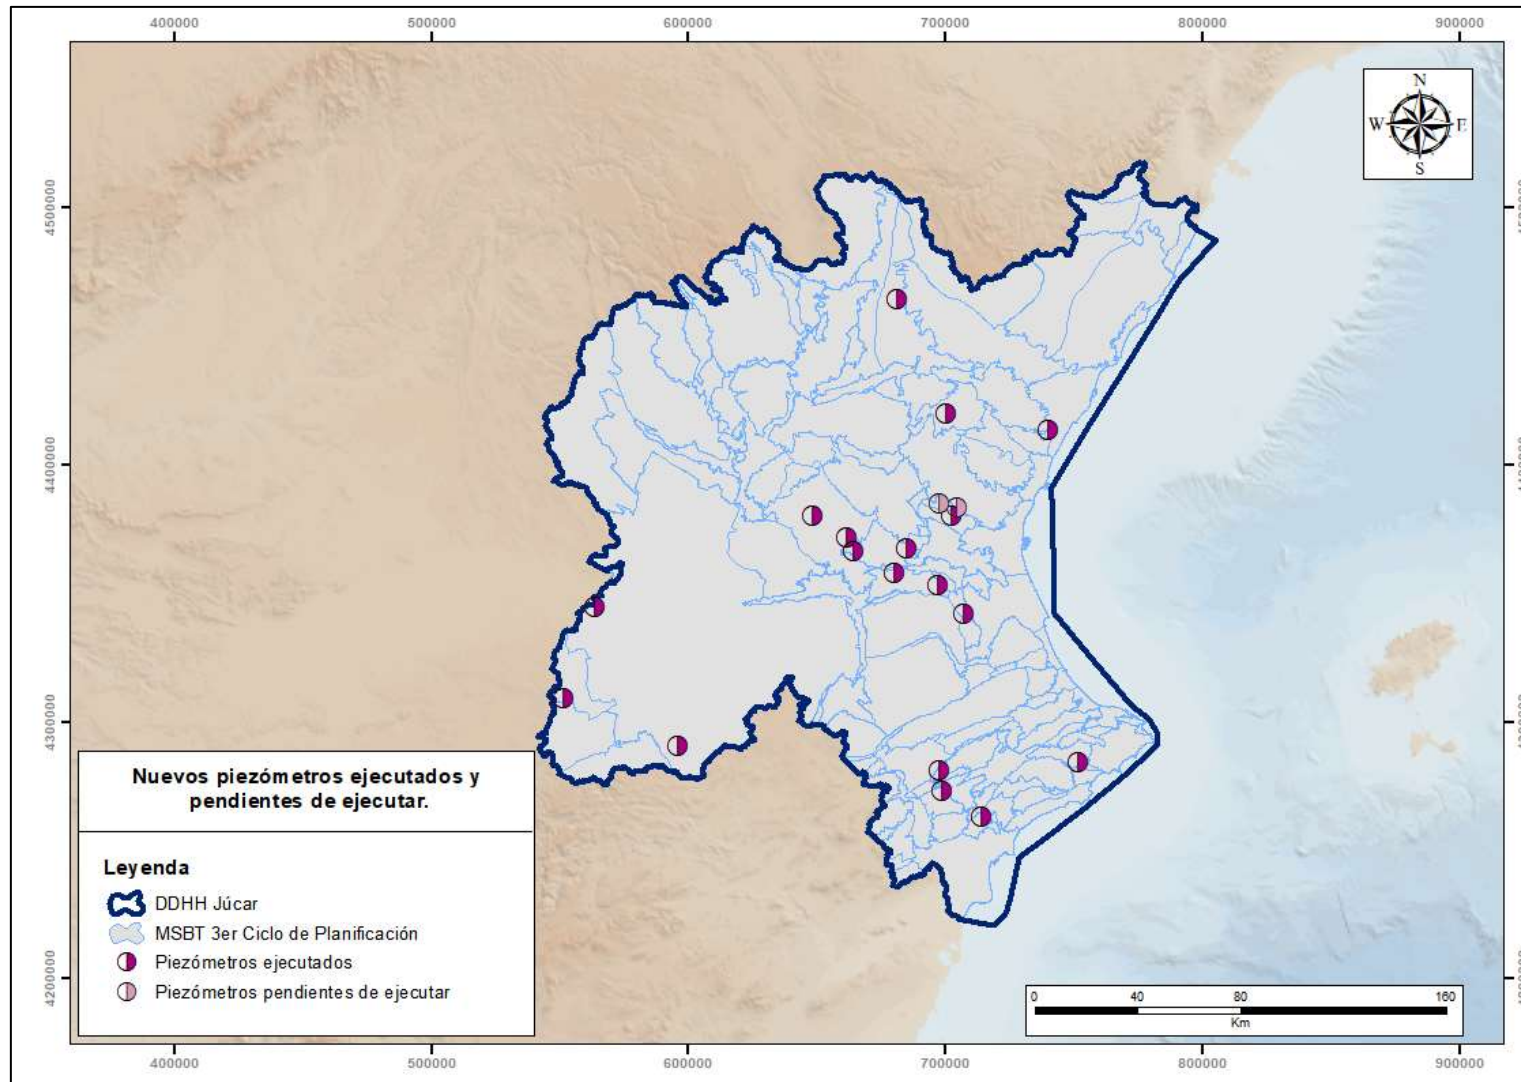 400000 500000 600000 700000 800000 900000
N
W E
S
4500000
4400000
4300000
4200000
Nuevos piezómetros ejecutados y
pendientes de ejecutar.
Leyenda
DDHH Júcar
MSBT 3er Ciclo de Planificación
Piezómetros ejecutados
Piezómetros pendientes de ejecutar
0 40 80 160
Km
400000 500000 600000 700000 800000 900000